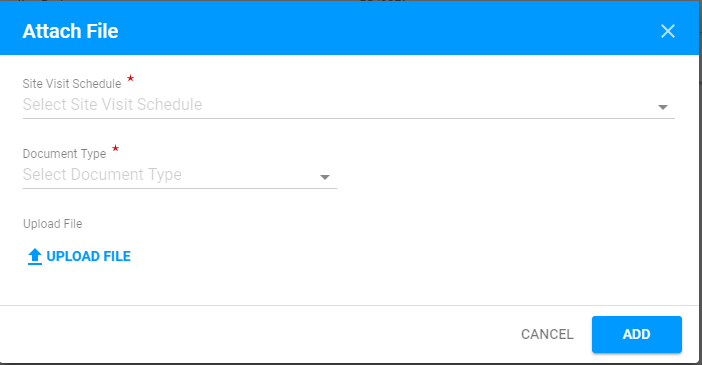 Attach File
Site Visit Schedule *
Select Site Visit Schedule
Document Type *
Select Document Type
Upload File
UPLOAD FILE
CANCEL ADD